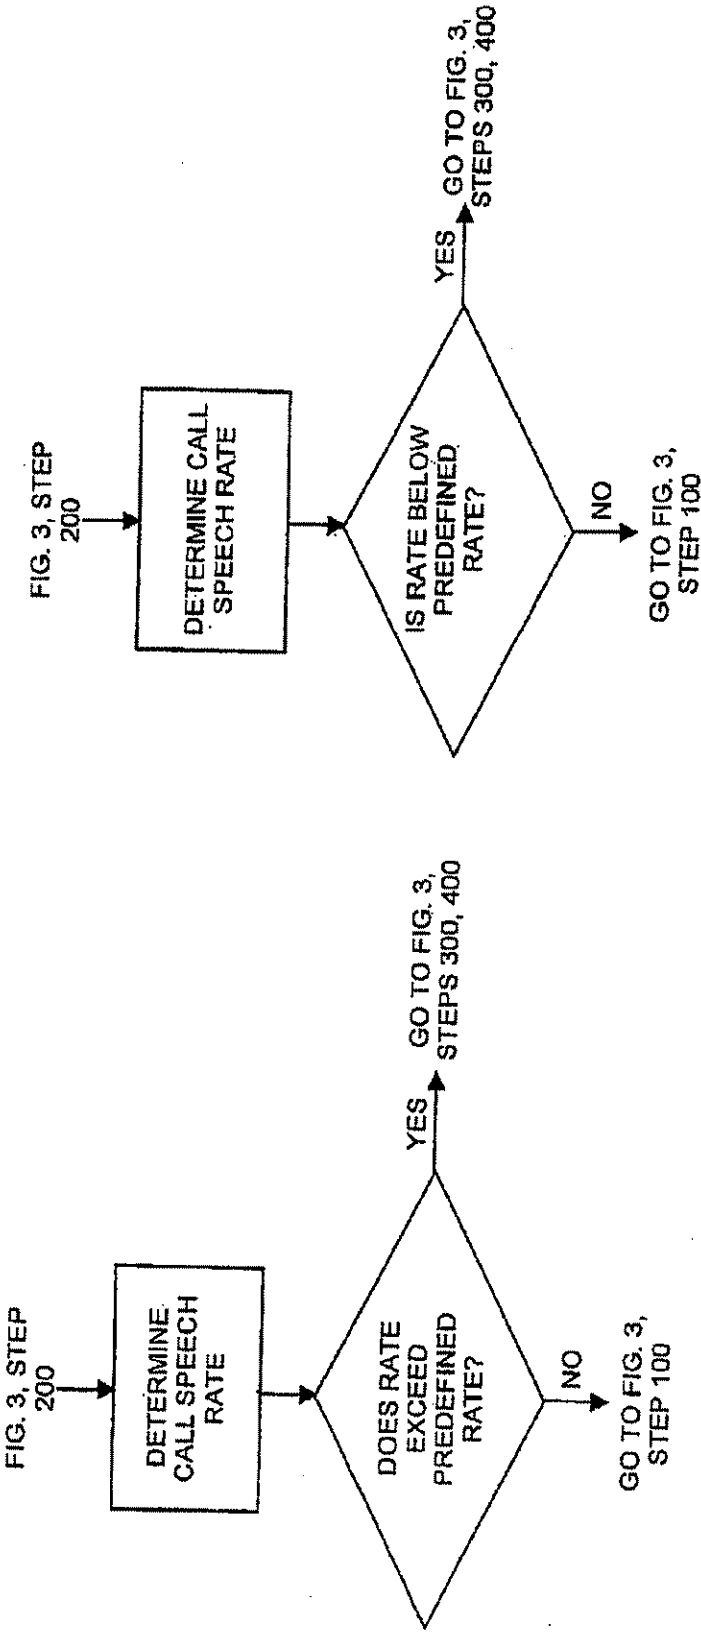 FIG. 3, STEP
200
DETERMINE
CALL SPEECH
RATE
DOES RATE
EXCEED
PREDEFINED
RATE?
YES
GO TO FIG. 3,
STEPS 300, 400
NO
GO TO FIG. 3,
STEP 100
FIG. 3, STEP
200
DETERMINE CALL
SPEECH RATE
IS RATE BELOW
PREDEFINED
RATE?
YES
GO TO FIG. 3,
STEPS 300, 400
NO
GO TO FIG. 3,
STEP 100